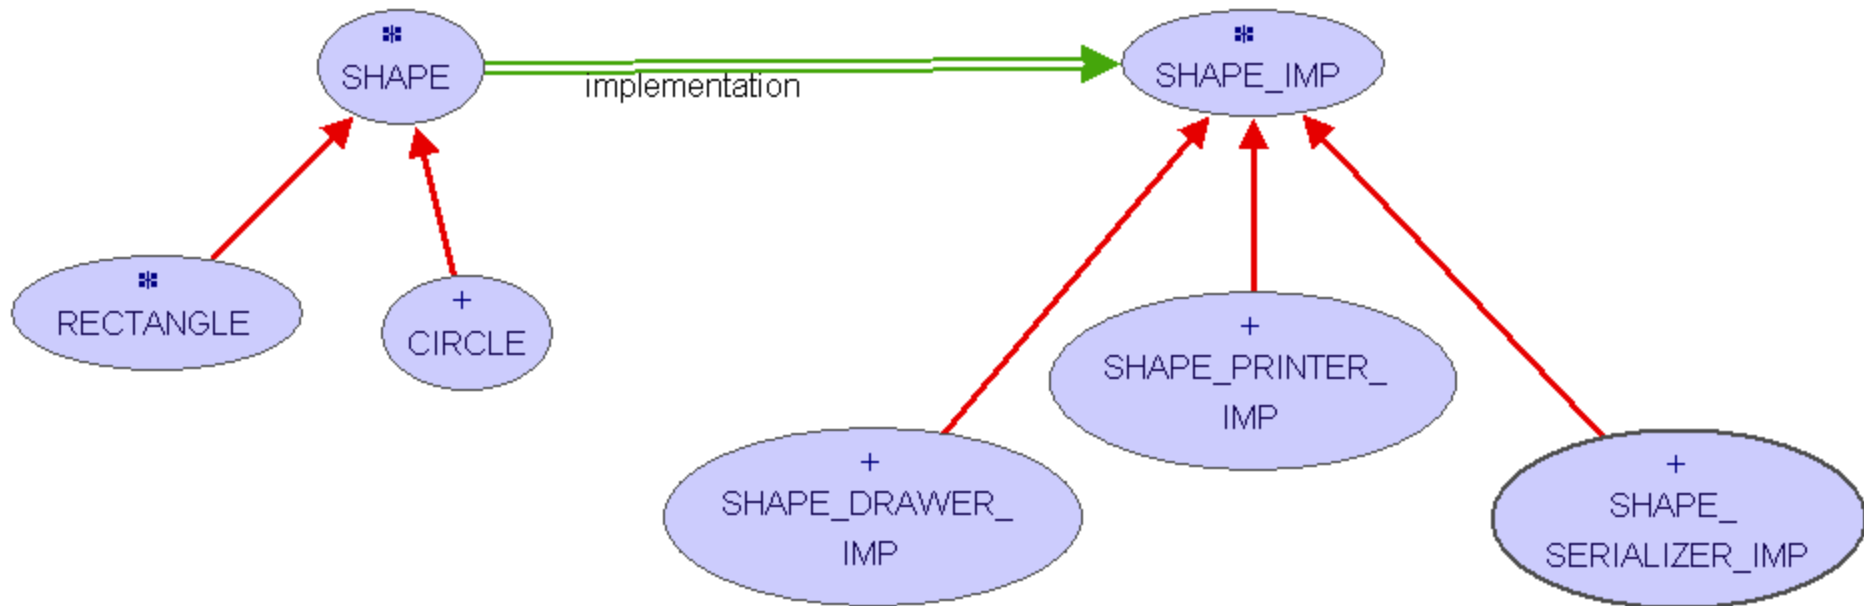 *
SHAPE
implementation
*
SHAPE_IMP
*
RECTANGLE
+
CIRCLE
+
SHAPE_PRINTER_
IMP
+
SHAPE_DRAWER_
IMP
+
SHAPE_
SERIALIZER_IMP